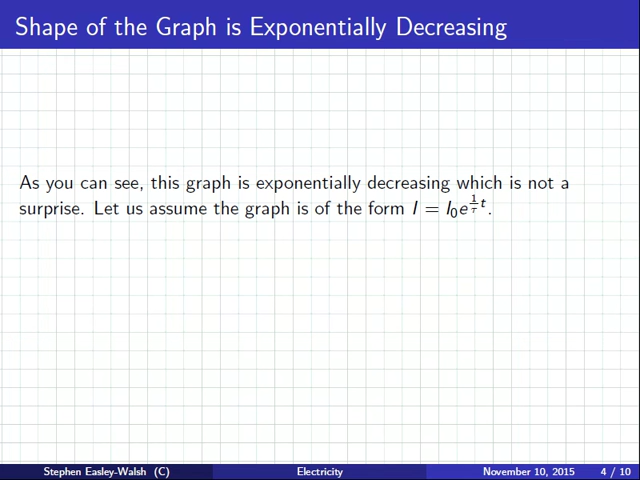 Shape of the Graph is Exponentially Decreasing
As you can see, this graph is exponentially decreasing which is not a
surprise. Let us assume the graph is of the form I = I₀e^{\frac{1}{τ}t}.
Stephen Easley-Walsh (C) Electricity November 10, 2015 4 / 10